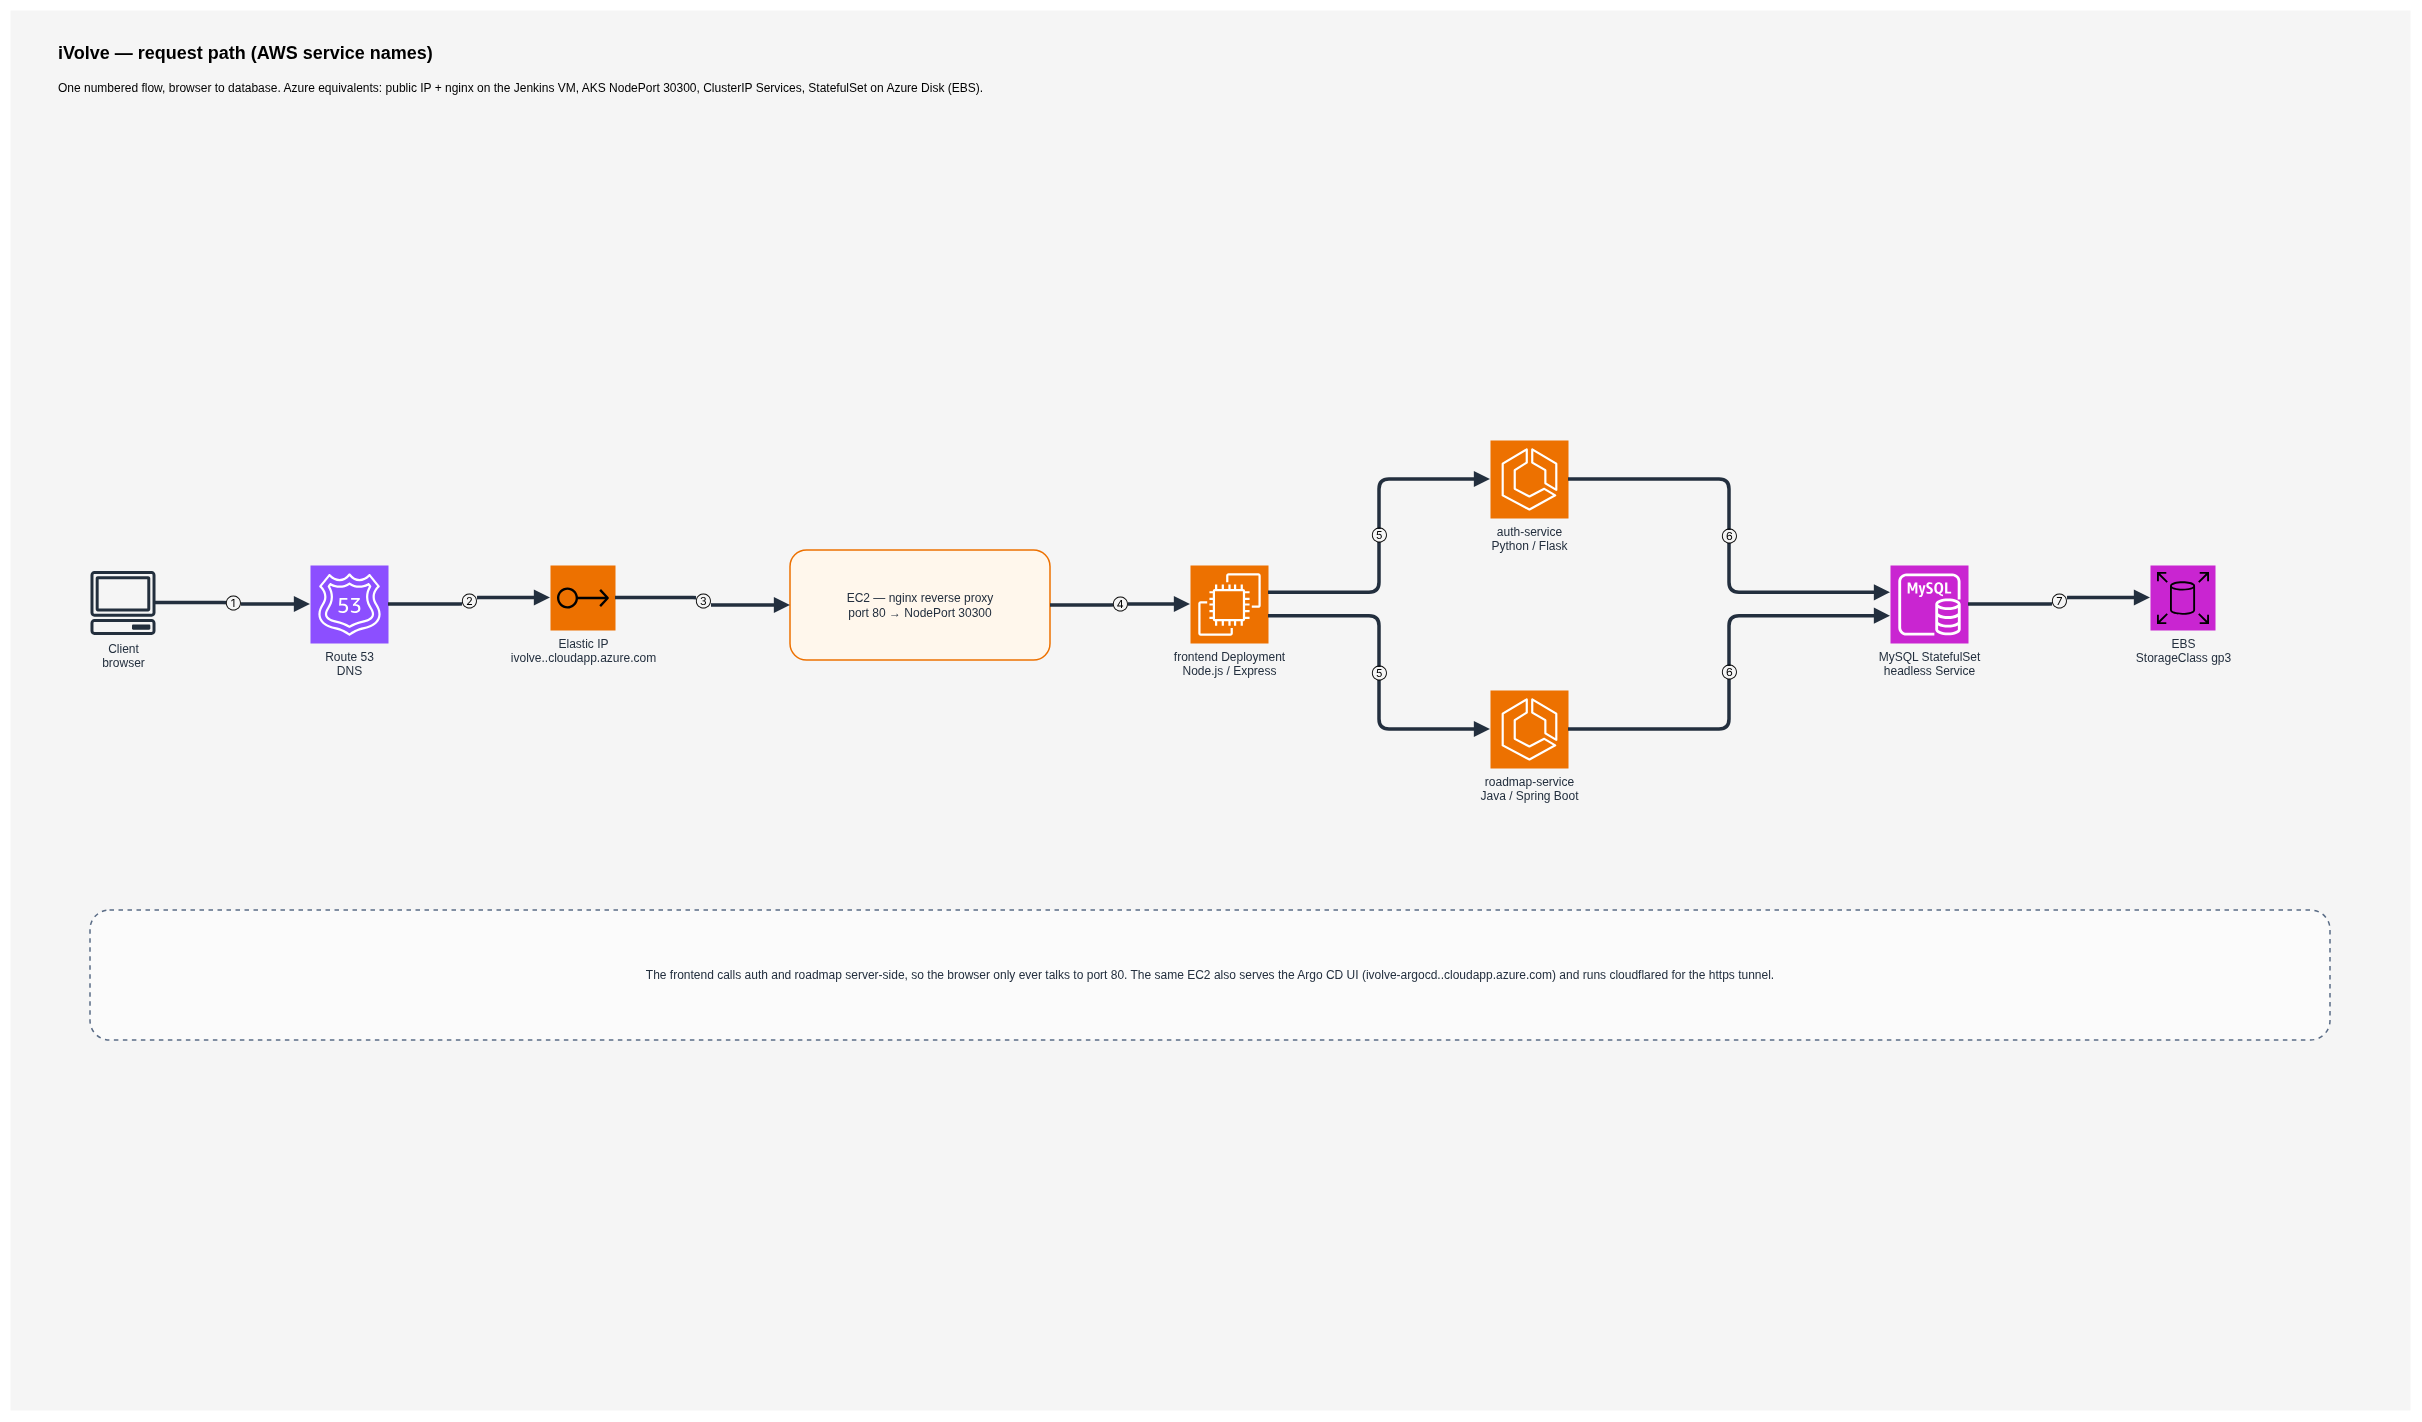 iVolve — request path (AWS service names)
One numbered flow, browser to database. Azure equivalents: public IP + nginx on the Jenkins VM, AKS NodePort 30300, ClusterIP Services, StatefulSet on Azure Disk (EBS).
Client
browser
1
53
Route 53
DNS
2
Elastic IP
ivolve..cloudapp.azure.com
3
EC2 — nginx reverse proxy
port 80 → NodePort 30300
4
frontend Deployment
Node.js / Express
5
5
auth-service
Python / Flask
roadmap-service
Java / Spring Boot
6
6
MySQL
MySQL StatefulSet
headless Service
7
EBS
StorageClass gp3
The frontend calls auth and roadmap server-side, so the browser only ever talks to port 80. The same EC2 also serves the Argo CD UI (ivolve-argocd..cloudapp.azure.com) and runs cloudflared for the https tunnel.